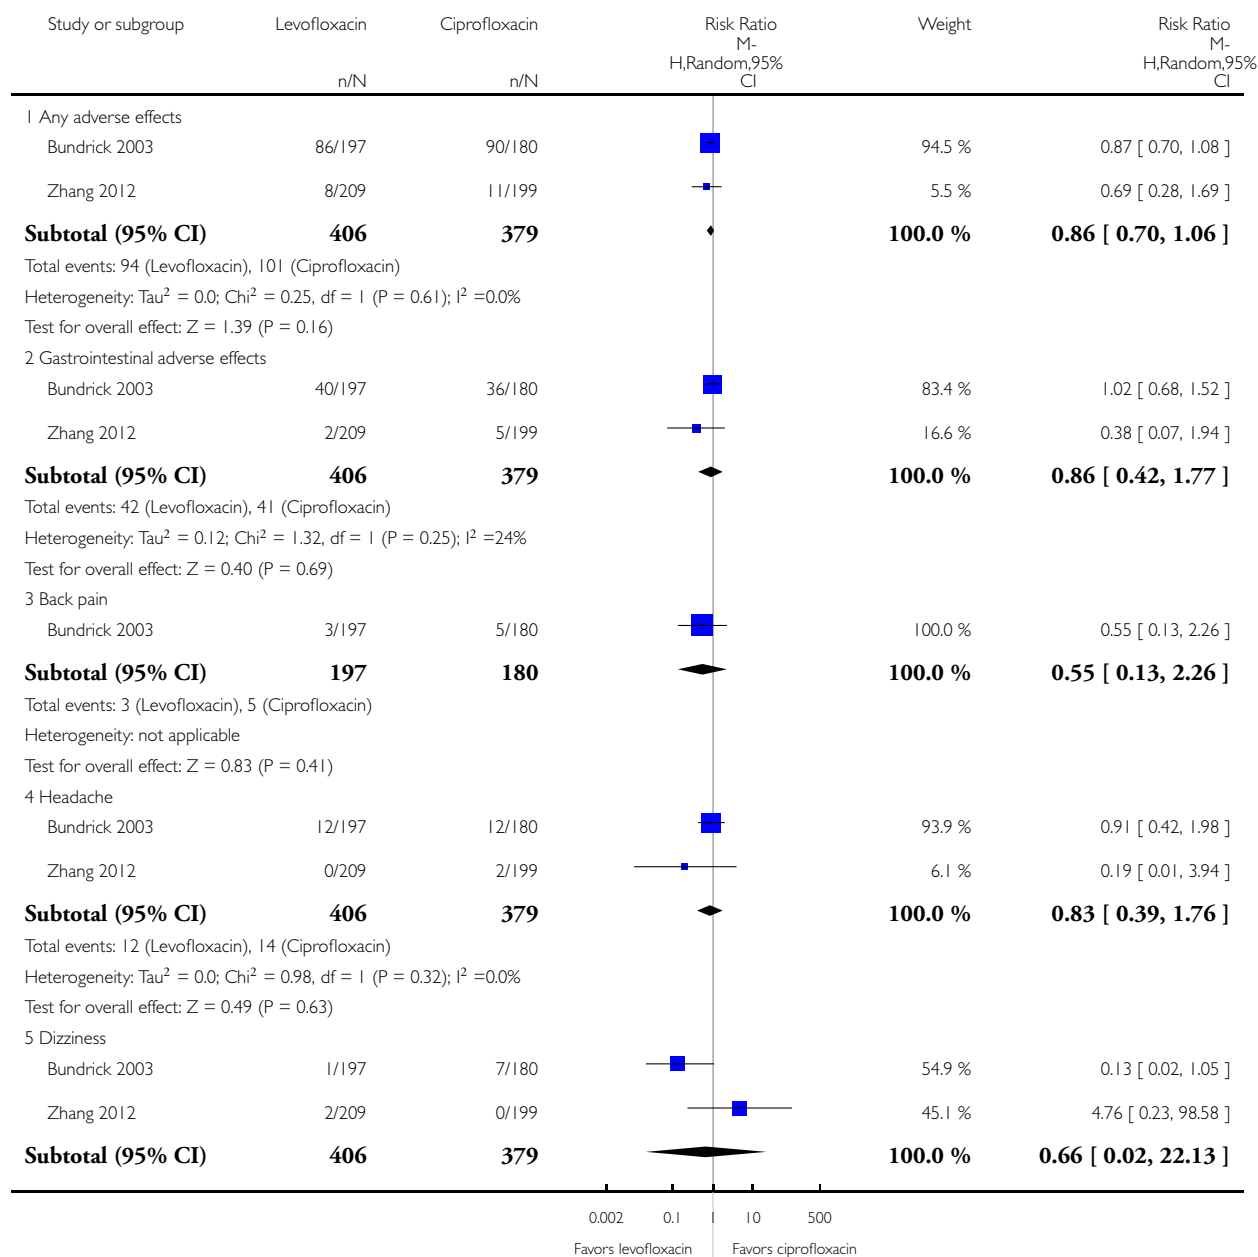 Study or subgroup Levofloxacin Ciprofloxacin Risk Ratio Weight Risk Ratio
M- M-
H,Random,95% H,Random,95%
n/N n/N CI CI
1 Any adverse effects
Bundrick 2003 86/197 90/180 94.5 % 0.87 [ 0.70, 1.08 ]
Zhang 2012 8/209 11/199 5.5 % 0.69 [ 0.28, 1.69 ]
Subtotal (95% CI) 406 379 100.0 % 0.86 [ 0.70, 1.06 ]
Total events: 94 (Levofloxacin), 101 (Ciprofloxacin)
Heterogeneity: Tau² = 0.0; Chi² = 0.25, df = 1 (P = 0.61); I² =0.0%
Test for overall effect: Z = 1.39 (P = 0.16)
2 Gastrointestinal adverse effects
Bundrick 2003 40/197 36/180 83.4 % 1.02 [ 0.68, 1.52 ]
Zhang 2012 2/209 5/199 16.6 % 0.38 [ 0.07, 1.94 ]
Subtotal (95% CI) 406 379 100.0 % 0.86 [ 0.42, 1.77 ]
Total events: 42 (Levofloxacin), 41 (Ciprofloxacin)
Heterogeneity: Tau² = 0.12; Chi² = 1.32, df = 1 (P = 0.25); I² =24%
Test for overall effect: Z = 0.40 (P = 0.69)
3 Back pain
Bundrick 2003 3/197 5/180 100.0 % 0.55 [ 0.13, 2.26 ]
Subtotal (95% CI) 197 180 100.0 % 0.55 [ 0.13, 2.26 ]
Total events: 3 (Levofloxacin), 5 (Ciprofloxacin)
Heterogeneity: not applicable
Test for overall effect: Z = 0.83 (P = 0.41)
4 Headache
Bundrick 2003 12/197 12/180 93.9 % 0.91 [ 0.42, 1.98 ]
Zhang 2012 0/209 2/199 6.1 % 0.19 [ 0.01, 3.94 ]
Subtotal (95% CI) 406 379 100.0 % 0.83 [ 0.39, 1.76 ]
Total events: 12 (Levofloxacin), 14 (Ciprofloxacin)
Heterogeneity: Tau² = 0.0; Chi² = 0.98, df = 1 (P = 0.32); I² =0.0%
Test for overall effect: Z = 0.49 (P = 0.63)
5 Dizziness
Bundrick 2003 1/197 7/180 54.9 % 0.13 [ 0.02, 1.05 ]
Zhang 2012 2/209 0/199 45.1 % 4.76 [ 0.23, 98.58 ]
Subtotal (95% CI) 406 379 100.0 % 0.66 [ 0.02, 22.13 ]
0.002 0.1 1 10 500
Favors levofloxacin Favors ciprofloxacin